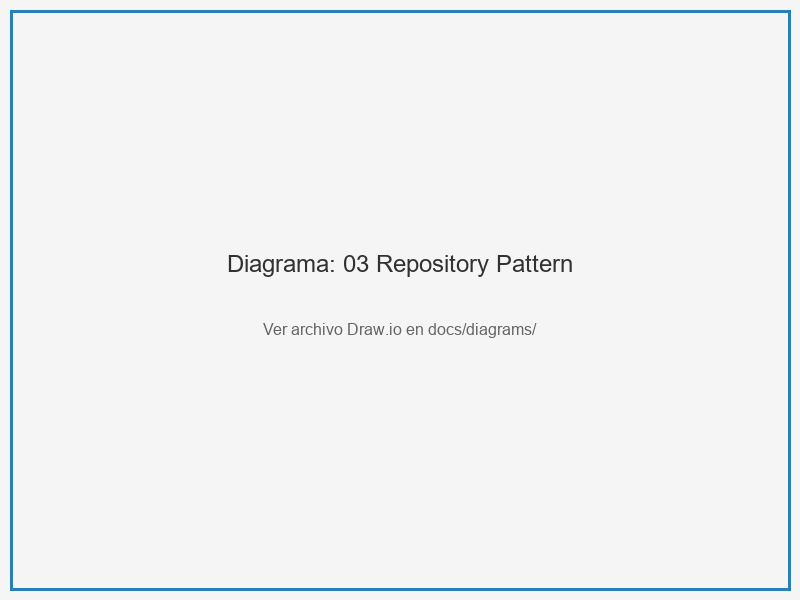 Diagrama: 03 Repository Pattern
Ver archivo Draw.io en docs/diagrams/